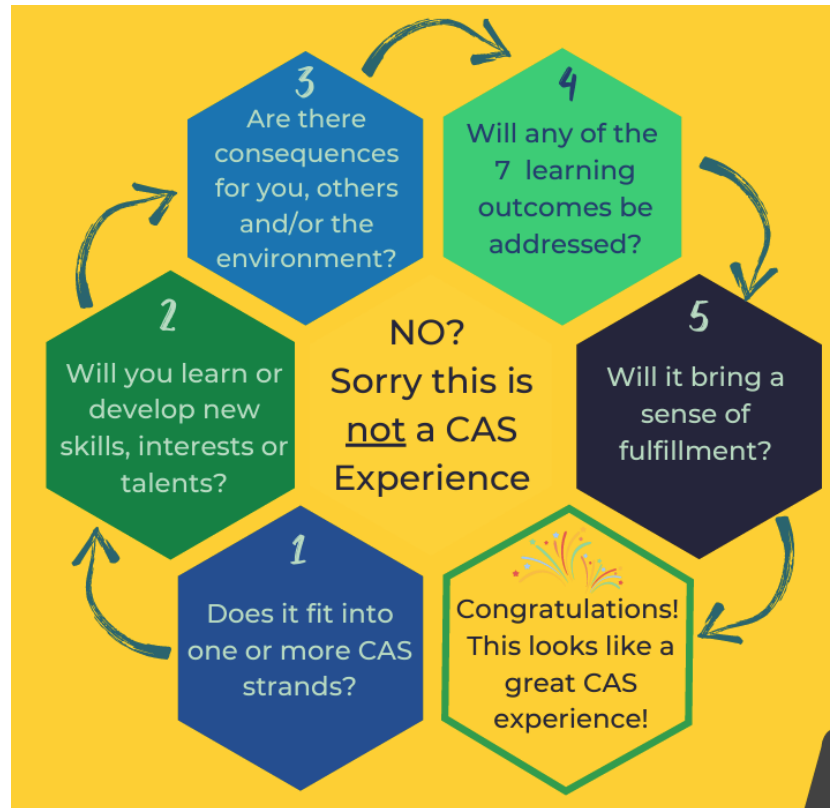 1
Does it fit into
one or more CAS
strands?
2
Will you learn or
develop new
skills, interests or
talents?
3
Are there
consequences
for you, others
and/or the
environment?
4
Will any of the
7 learning
outcomes be
addressed?
5
Will it bring a
sense of
fulfillment?
Congratulations!
This looks like a
great CAS
experience!
NO?
Sorry this is
not a CAS
Experience